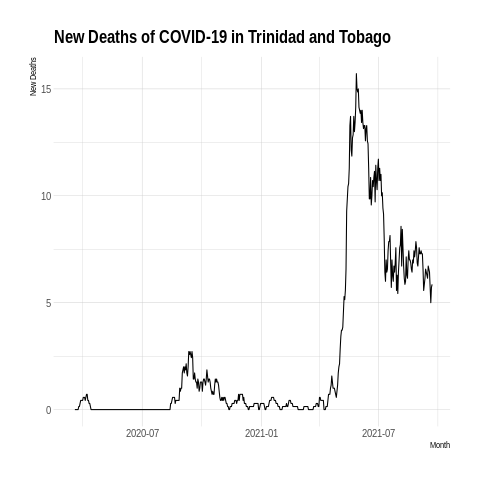 New Deaths of COVID-19 in Trinidad and Tobago
New Deaths
15
10
5
0
2020-07
2021-01
2021-07
Month